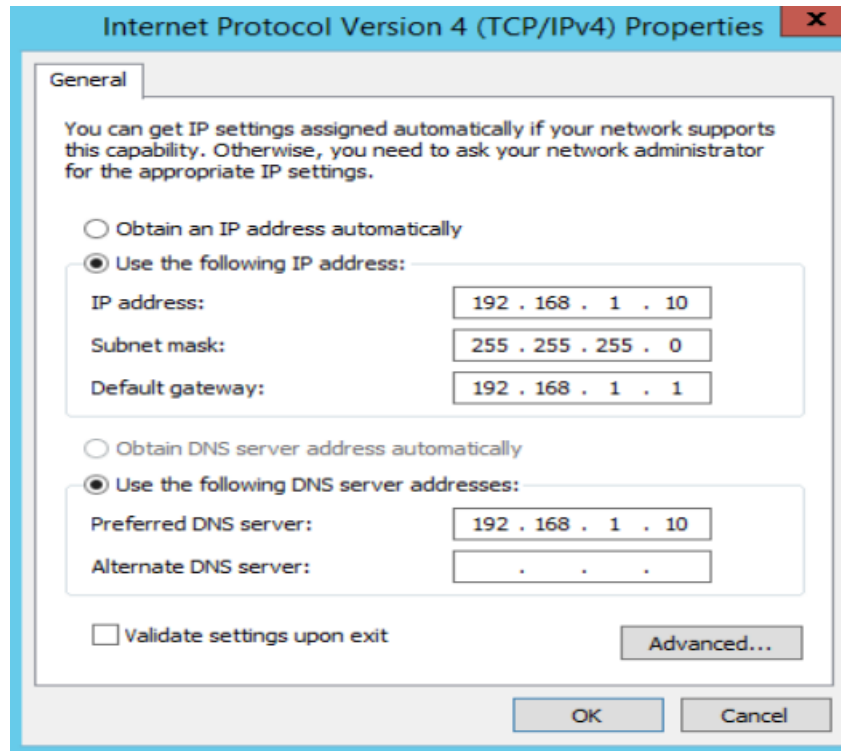 Internet Protocol Version 4 (TCP/IPv4) Properties
x
General
You can get IP settings assigned automatically if your network supports
this capability. Otherwise, you need to ask your network administrator
for the appropriate IP settings.
Obtain an IP address automatically
Use the following IP address:
IP address: 192 . 168 . 1 . 10
Subnet mask: 255 . 255 . 255 . 0
Default gateway: 192 . 168 . 1 . 1
Obtain DNS server address automatically
Use the following DNS server addresses:
Preferred DNS server: 192 . 168 . 1 . 10
Alternate DNS server: . . .
Validate settings upon exit
Advanced...
OK Cancel